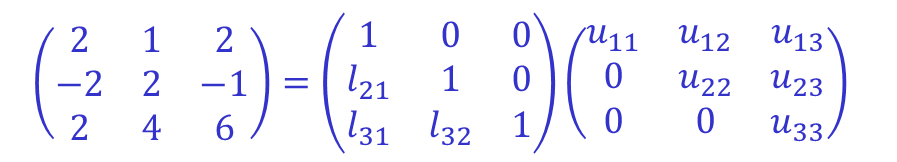 2 1 2 1 0 0 u11 u12 u13
-2 2 -1 = l21 1 0 0 u22 u23
2 4 6 l31 l32 1 0 0 u33